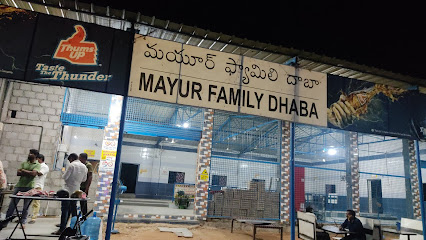 Thums Up
Taste The Thunder
మయూర్ ఫ్యామిలి దాబా
MAYUR FAMILY DHABA